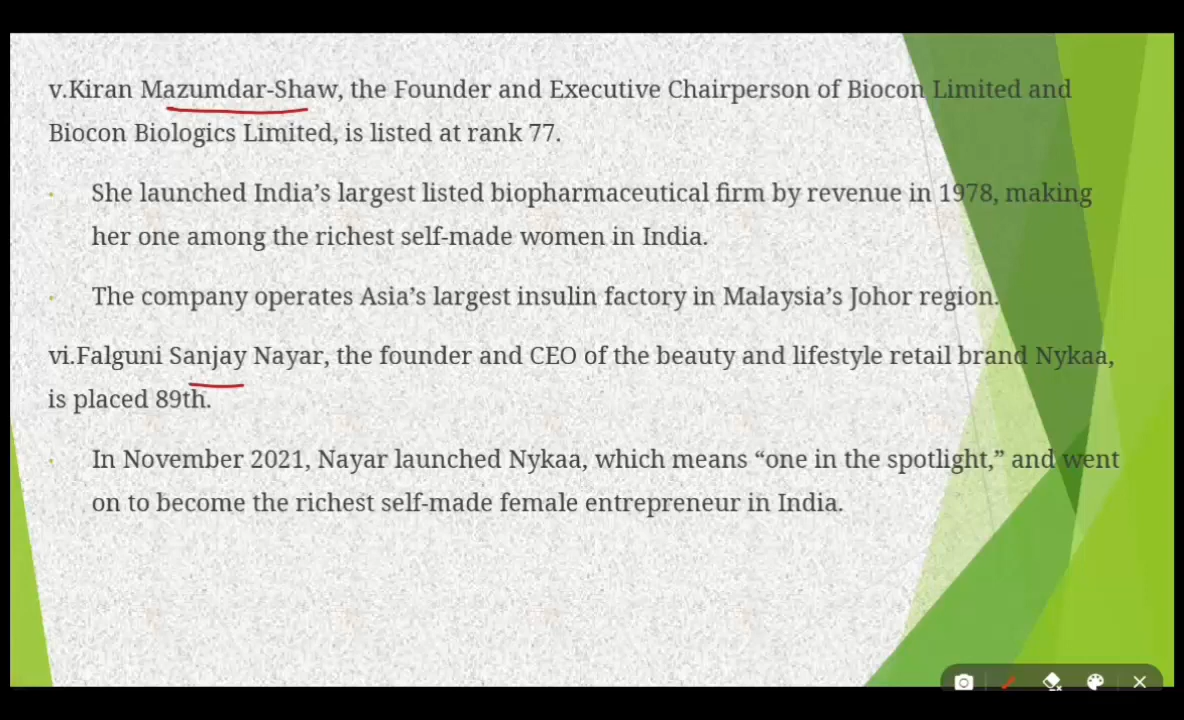 v.Kiran Mazumdar-Shaw, the Founder and Executive Chairperson of Biocon Limited and
Biocon Biologics Limited, is listed at rank 77.
She launched India’s largest listed biopharmaceutical firm by revenue in 1978, making
her one among the richest self-made women in India.
The company operates Asia’s largest insulin factory in Malaysia’s Johor region.
vi.Falguni Sanjay Nayar, the founder and CEO of the beauty and lifestyle retail brand Nykaa,
is placed 89th.
In November 2021, Nayar launched Nykaa, which means “one in the spotlight,” and went
on to become the richest self-made female entrepreneur in India.